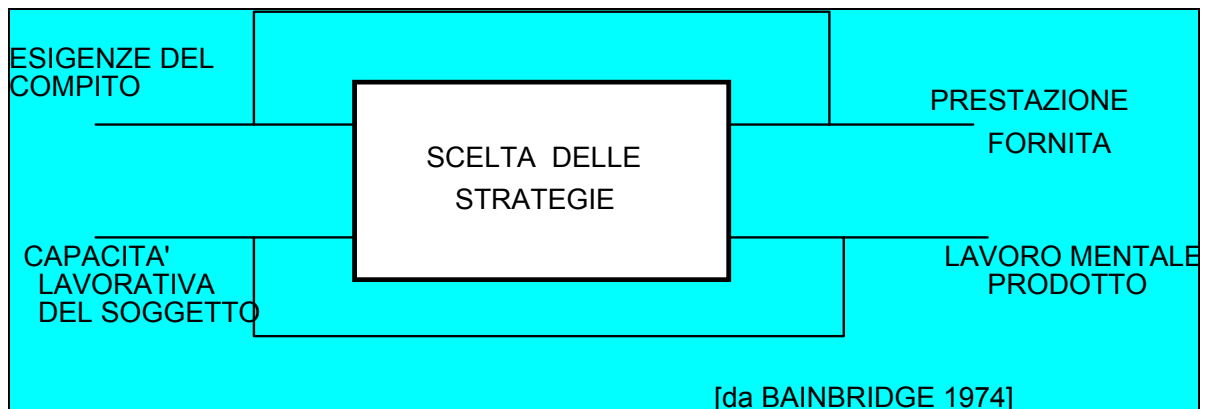 ESIGENZE DEL
COMPITO
PRESTAZIONE
FORNITA
SCELTA DELLE
STRATEGIE
CAPACITA'
LAVORATIVA
DEL SOGGETTO
LAVORO MENTALE
PRODOTTO
[da BAINBRIDGE 1974]